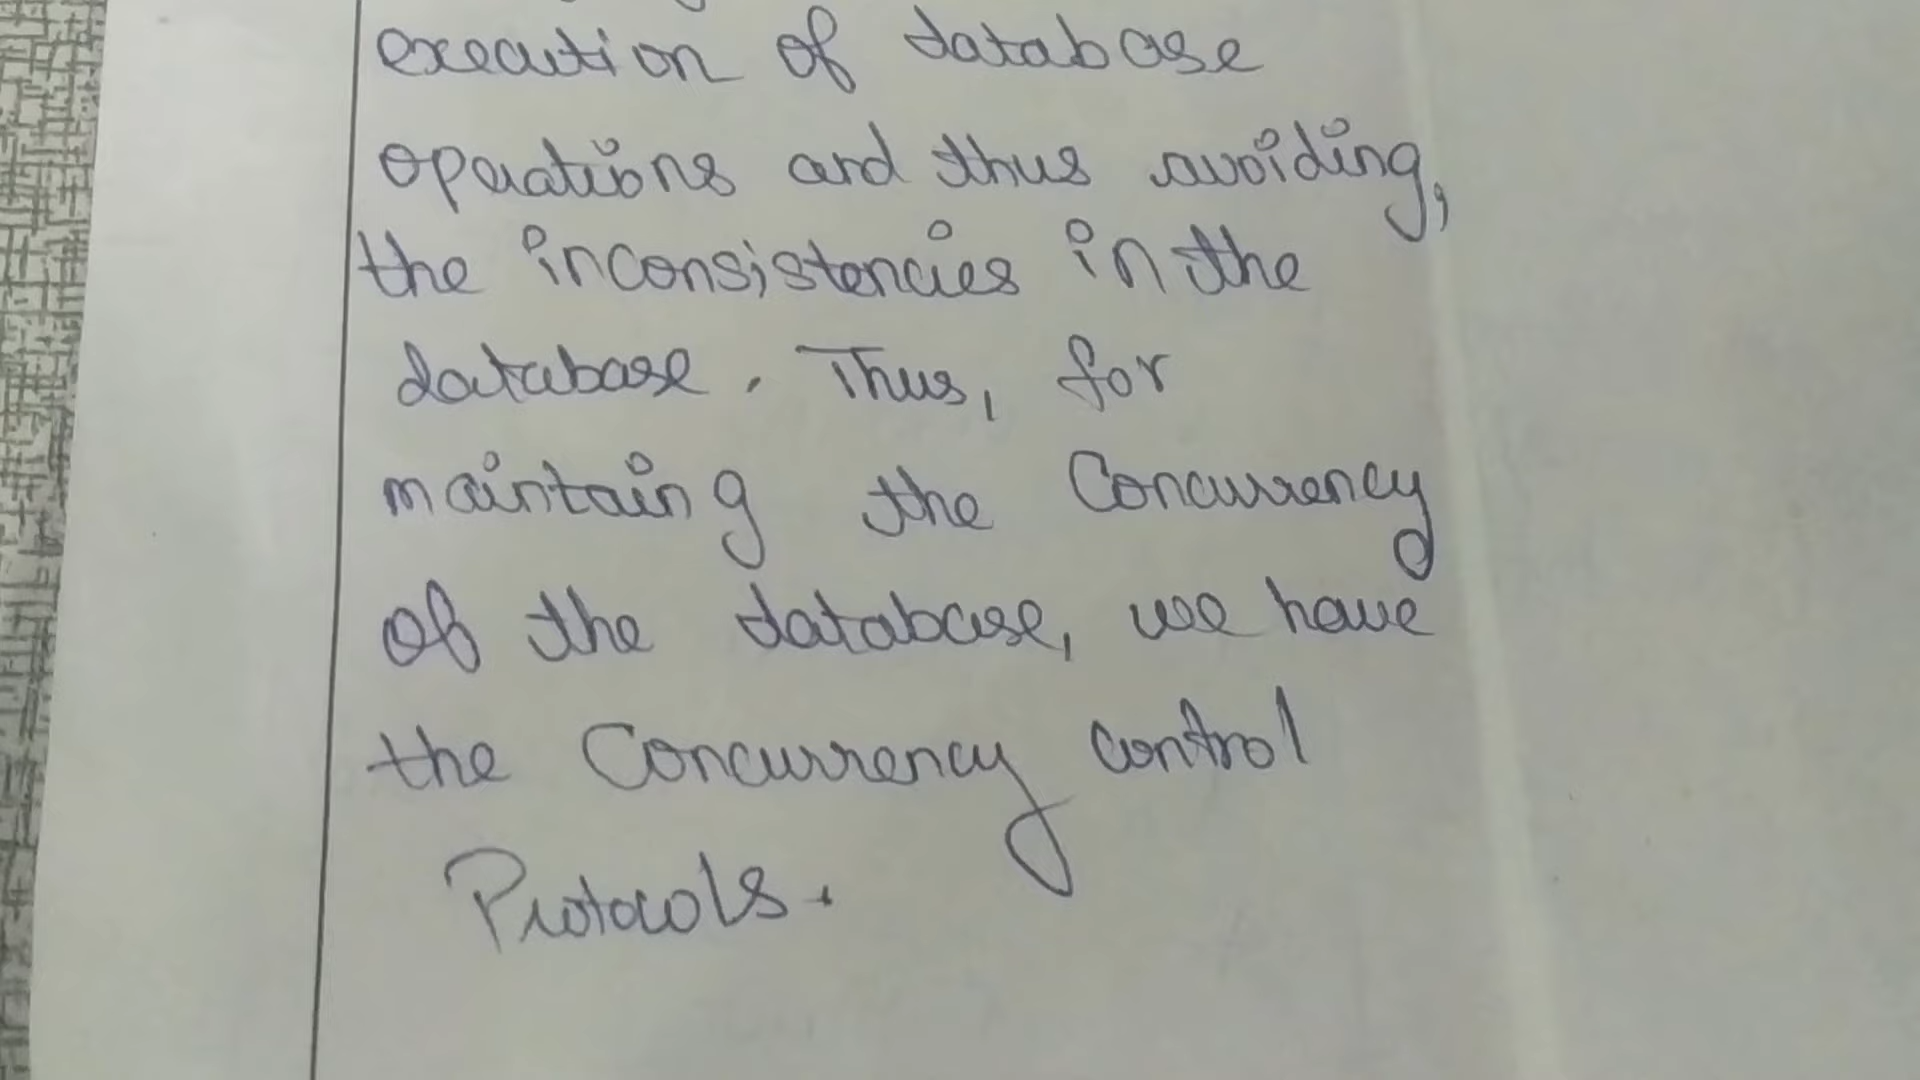 execution of database
operations and thus avoiding,
the inconsistencies in the
database. Thus, for
maintaining the Concurrency
of the database, we have
the Concurrency control
Protocols.